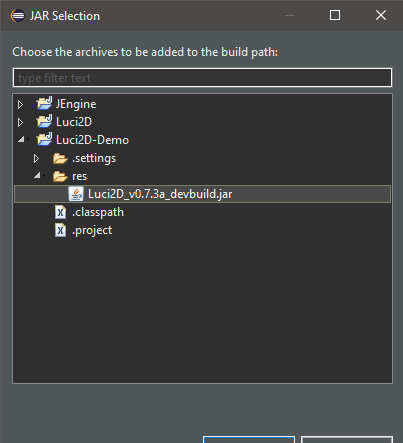 JAR Selection
Choose the archives to be added to the build path:
type filter text
JEngine
Luci2D
Luci2D-Demo
.settings
res
Luci2D_v0.7.3a_devbuild.jar
.classpath
.project